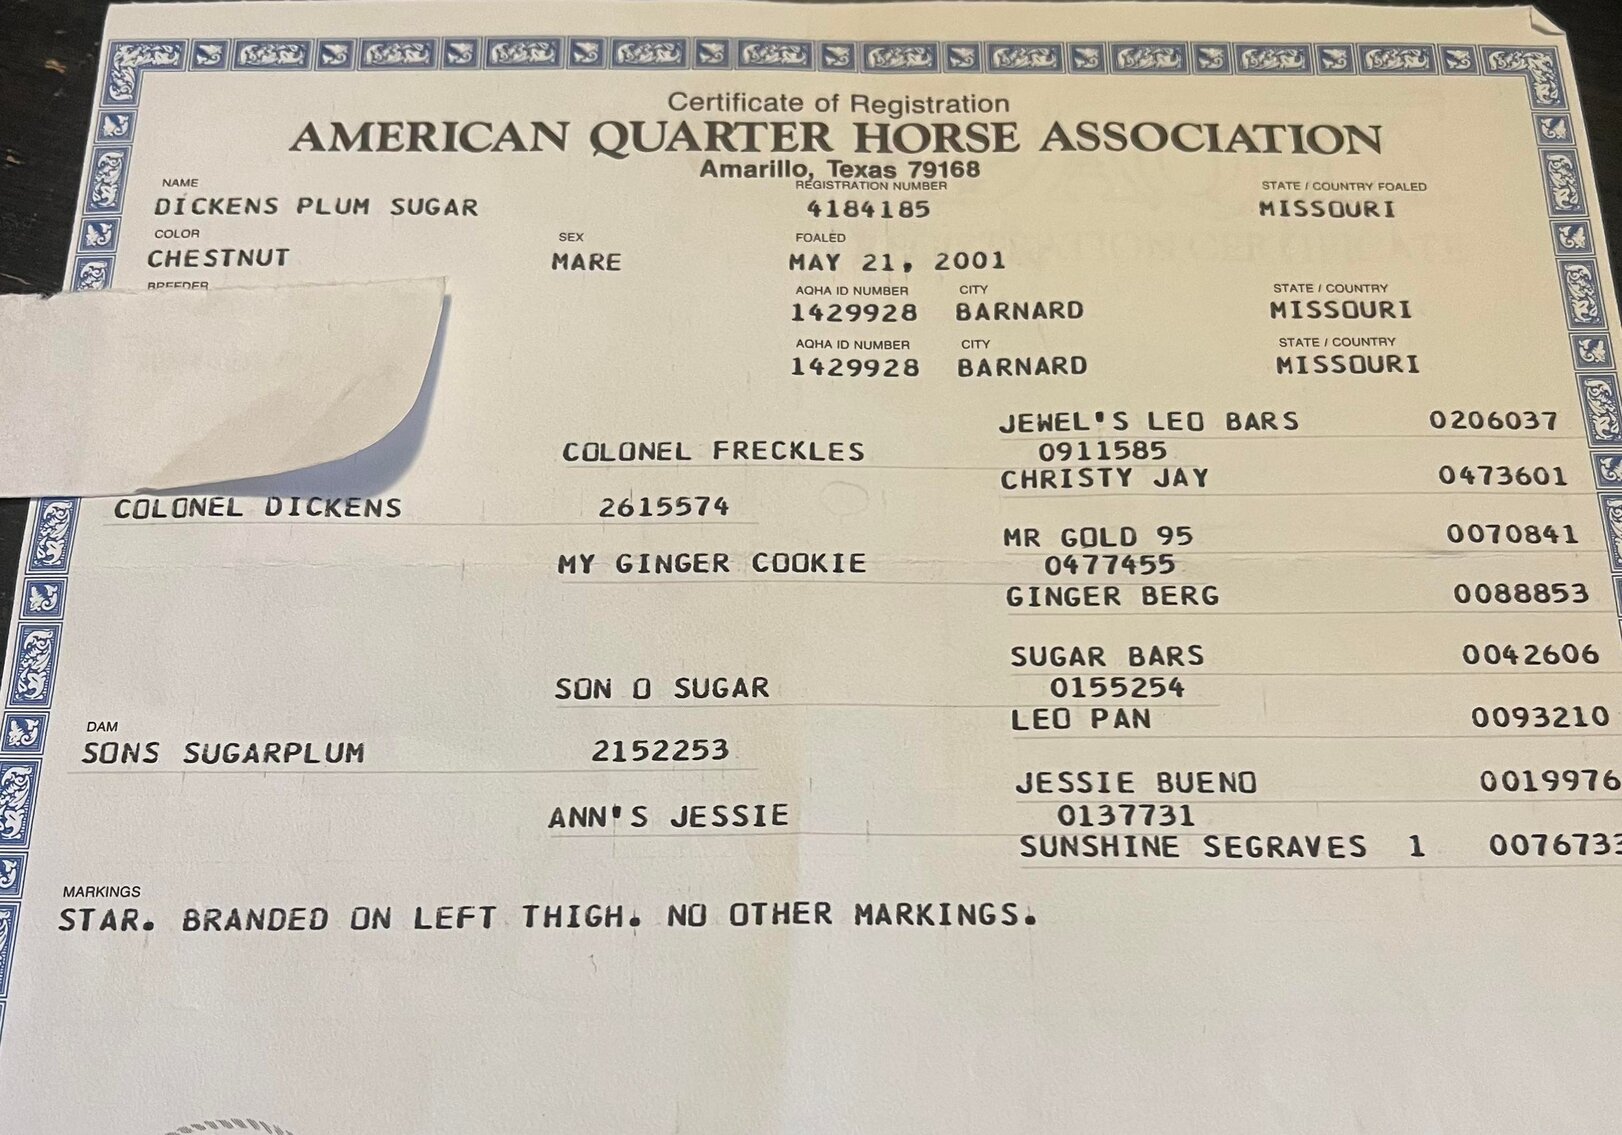 Certificate of Registration
AMERICAN QUARTER HORSE ASSOCIATION
Amarillo, Texas 79168
NAME REGISTRATION NUMBER STATE / COUNTRY FOALED
DICKENS PLUM SUGAR 4184185 MISSOURI
COLOR SEX FOALED
CHESTNUT MARE MAY 21, 2001
BREEDER AQHA ID NUMBER CITY STATE / COUNTRY
1429928 BARNARD MISSOURI
AQHA ID NUMBER CITY STATE / COUNTRY
1429928 BARNARD MISSOURI
JEWEL'S LEO BARS 0206037
COLONEL FRECKLES 0911585
CHRISTY JAY 0473601
COLONEL DICKENS 2615574
MR GOLD 95 0070841
MY GINGER COOKIE 0477455
GINGER BERG 0088853
SUGAR BARS 0042606
SON O SUGAR 0155254
LEO PAN 0093210
DAM
SONS SUGARPLUM 2152253
JESSIE BUENO 0019976
ANN'S JESSIE 0137731
SUNSHINE SEGRAVES 1 007673
MARKINGS
STAR. BRANDED ON LEFT THIGH. NO OTHER MARKINGS.